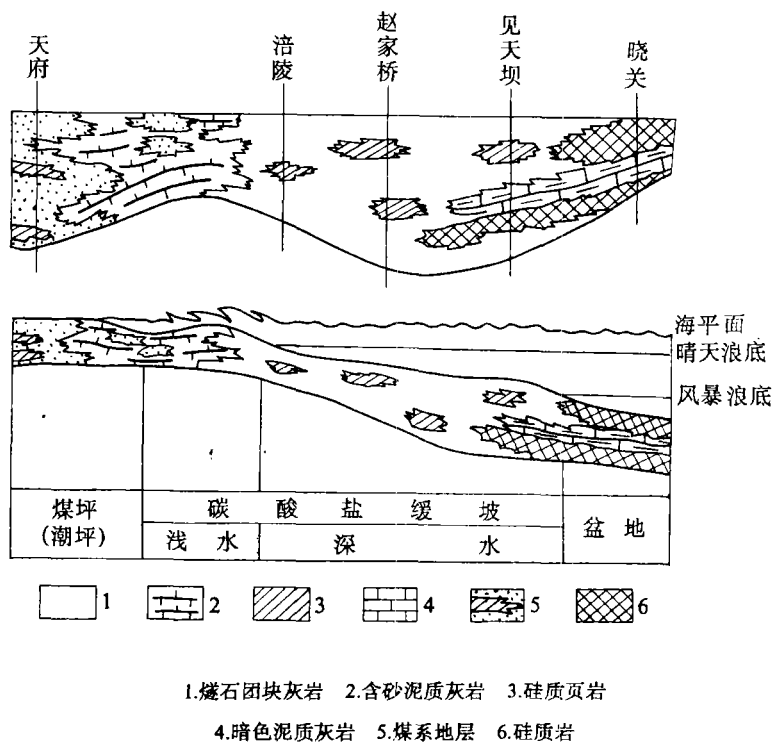 天府 涪陵 赵家桥 见天坝 晓关
海平面
晴天浪底
风暴浪底
煤坪
(潮坪)
碳酸盐缓坡
浅水 深水
盆地
1 2 3 4 5 6
1.燧石团块灰岩 2.含砂泥质灰岩 3.硅质页岩
4.暗色泥质灰岩 5.煤系地层 6.硅质岩